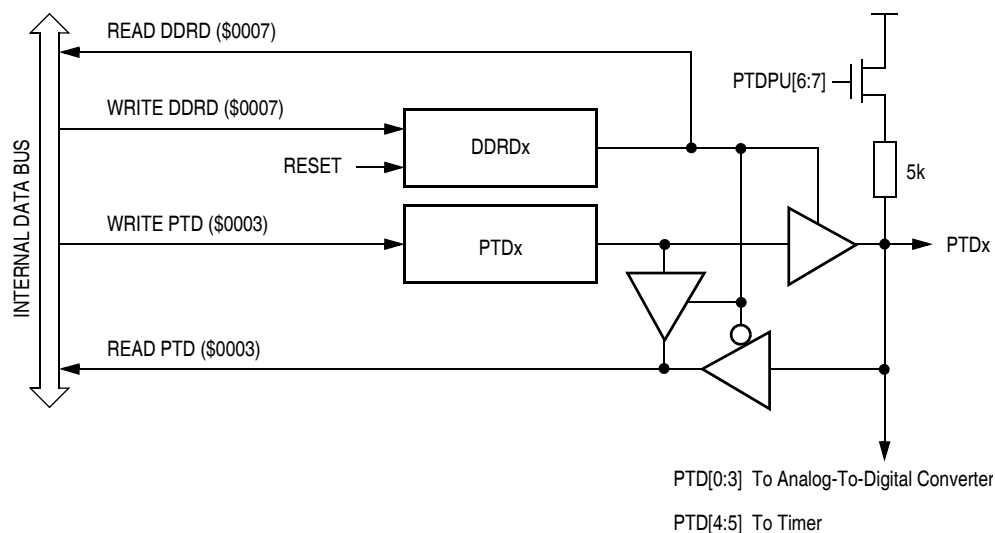 READ DDRD ($0007)
PTDPU[6:7]
WRITE DDRD ($0007)
DDRDx
RESET
5k
INTERNAL DATA BUS
WRITE PTD ($0003)
PTDx
PTDx
READ PTD ($0003)
PTD[0:3] To Analog-To-Digital Converter
PTD[4:5] To Timer